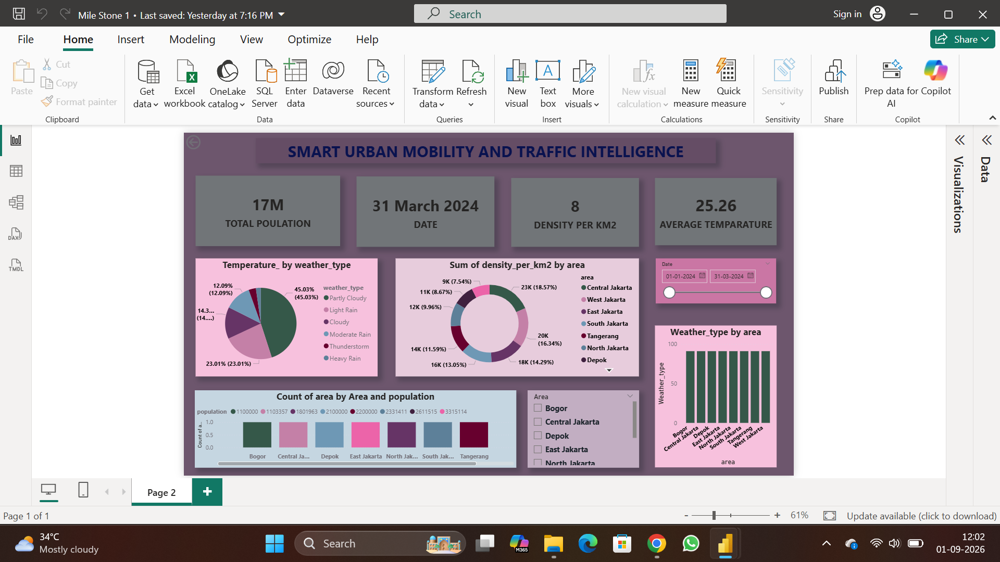 Mile Stone 1 • Last saved: Yesterday at 7:16 PM
Search
Sign in
File Home Insert Modeling View Optimize Help
Share
Paste
Cut
Copy
Format painter
Clipboard
Get data
Excel workbook
OneLake catalog
SQL Server
Enter data
Dataverse
Recent sources
Data
Transform data
Refresh
Queries
New visual
A
Text box
More visuals
Insert
fx
New visual calculation
New measure
Quick measure
Calculations
Sensitivity
Sensitivity
Publish
Share
Prep data for AI
Copilot
Copilot
DAX
TMDL
Visualizations
Data
SMART URBAN MOBILITY AND TRAFFIC INTELLIGENCE
17M
TOTAL POULATION
31 March 2024
DATE
8
DENSITY PER KM2
25.26
AVERAGE TEMPARATURE
Temperature_ by weather_type
12.09%
(12.09%)
45.03%
(45.03%)
14.3...
(14....)
23.01% (23.01%)
weather_type
Partly Cloudy
Light Rain
Cloudy
Moderate Rain
Thunderstorm
Heavy Rain
Sum of density_per_km2 by area
9K (7.54%)
23K (18.57%)
11K (8.67%)
12K (9.96%)
20K
(16.34%)
14K (11.59%)
18K (14.29%)
16K (13.05%)
area
Central Jakarta
West Jakarta
East Jakarta
South Jakarta
Tangerang
North Jakarta
Depok
Date
01-01-2024
31-03-2024
Weather_type by area
Weather_type
100
50
0
Bogor
Central Jakarta
Depok
East Jakarta
North Jakarta
South Jakarta
Tangerang
West Jakarta
area
Count of area by Area and population
population 1100000 1103357 1801963 2100000 2200000 2331411 2611515 3315114
Count of a...
1.0
0.5
0.0
Bogor Central Ja... Depok East Jakarta North Jak... South Jak... Tangerang
Area
Bogor
Central Jakarta
Depok
East Jakarta
North Jakarta
Page 2
+
Page 1 of 1
- + 61%
Update available (click to download)
34°C
Mostly cloudy
Search
M365
12:02
01-09-2026